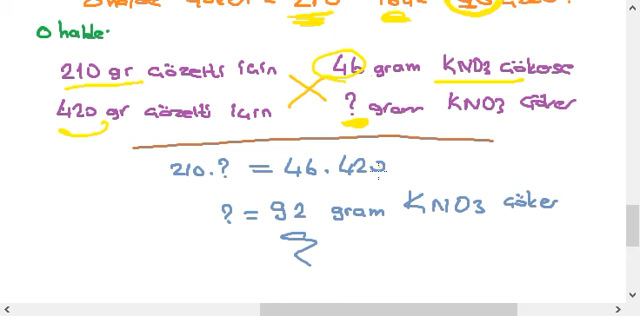 O halde.
210 gr çözelti için 46 gram KNO3 çökerse
420 gr çözelti için ? gram KNO3 çöker
210.? = 46.420
? = 92 gram KNO3 çöker